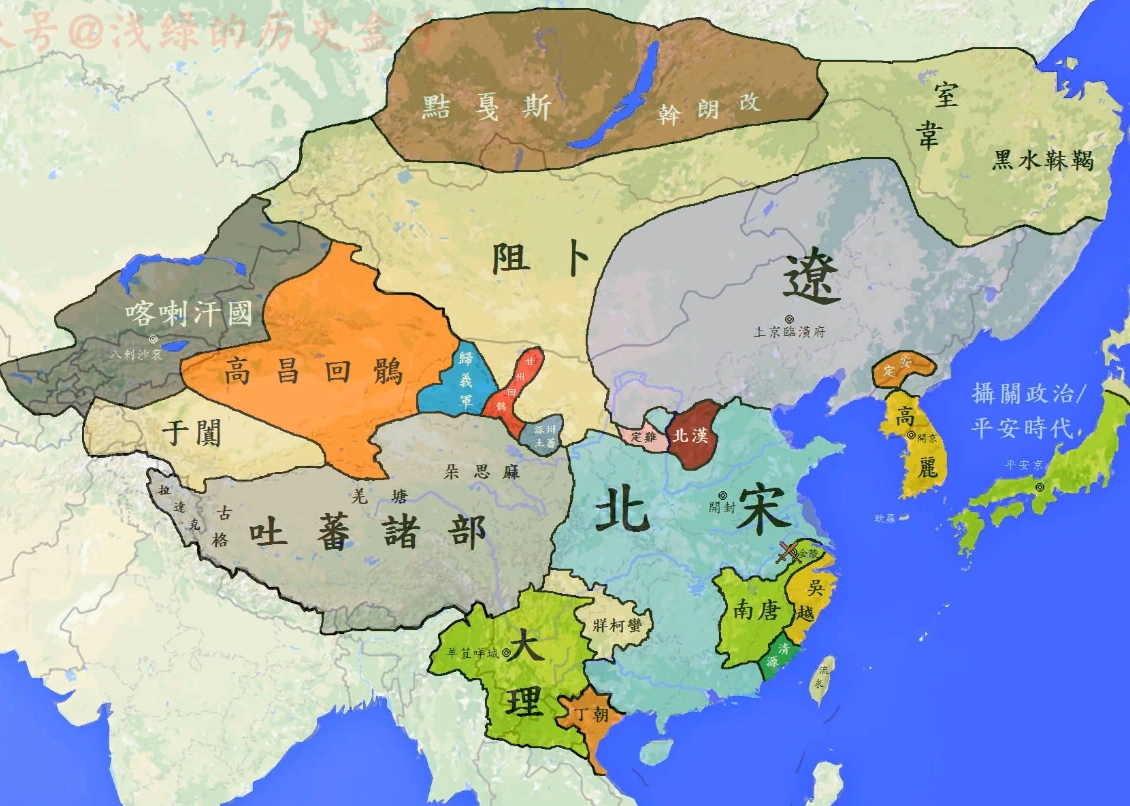 号@浅绿的历史盒子
點戛斯
斡朗改
室韋
黑水靺鞨
阻卜
遼
上京臨潢府
喀喇汗國
八剌沙衮
高昌回鶻
歸義軍
甘州回鶻
涼州土蕃
于闐
定安
高麗
開京
攝關政治/
平安時代
平安京
定難
北漢
朵思麻
羌塘
拉達克
古格
吐蕃諸部
北宋
開封
耽羅
金陵
吳越
南唐
清源
牂柯蠻
大理
羊苴咩城
丁朝
流求